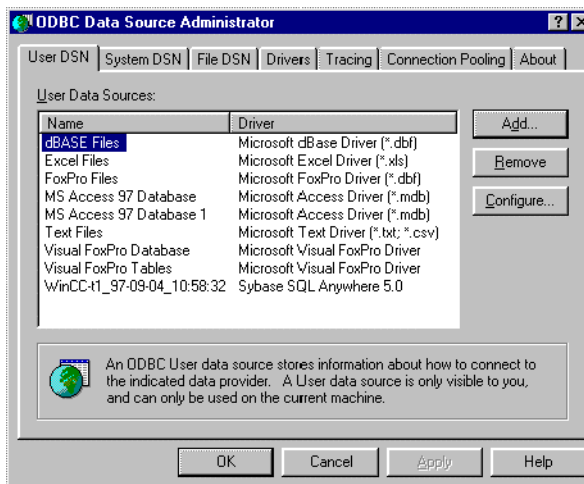 ODBC Data Source Administrator
User DSN System DSN File DSN Drivers Tracing Connection Pooling About
User Data Sources:
Name Driver
dBASE Files Microsoft dBase Driver (*.dbf)
Excel Files Microsoft Excel Driver (*.xls)
FoxPro Files Microsoft FoxPro Driver (*.dbf)
MS Access 97 Database Microsoft Access Driver (*.mdb)
MS Access 97 Database 1 Microsoft Access Driver (*.mdb)
Text Files Microsoft Text Driver (*.txt; *.csv)
Visual FoxPro Database Microsoft Visual FoxPro Driver
Visual FoxPro Tables Microsoft Visual FoxPro Driver
WinCC-t1_97-09-04_10:58:32 Sybase SQL Anywhere 5.0
Add...
Remove
Configure...
An ODBC User data source stores information about how to connect to
the indicated data provider. A User data source is only visible to you,
and can only be used on the current machine.
OK Cancel Apply Help